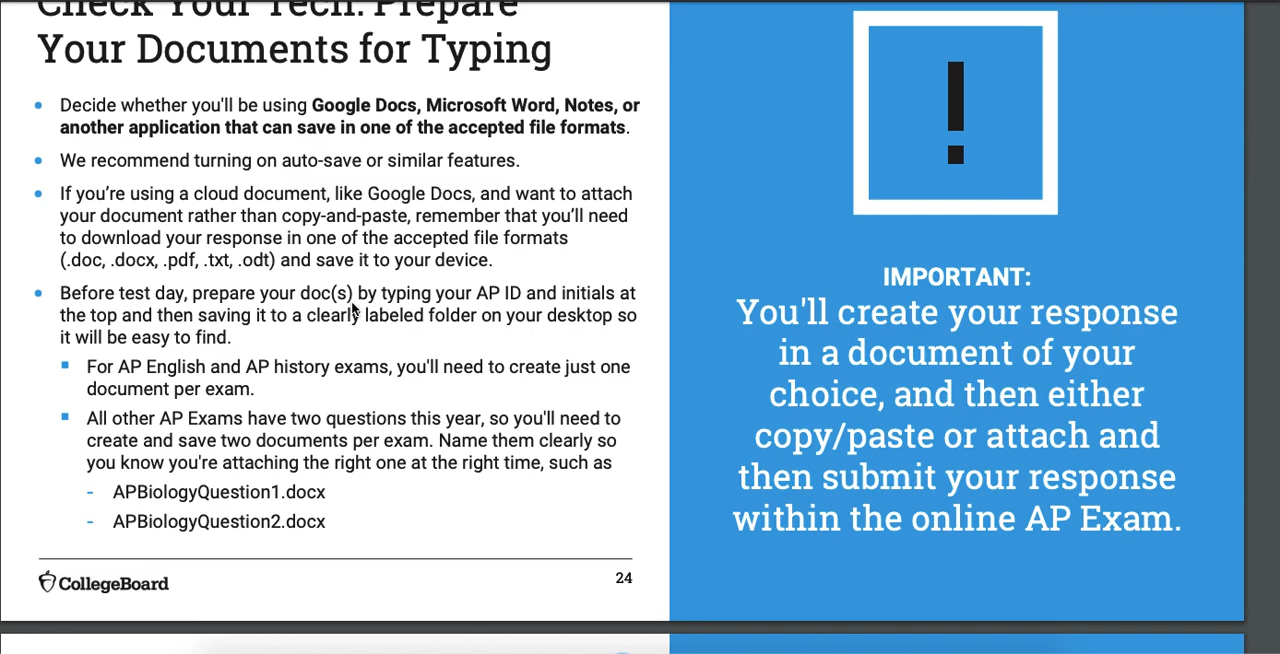 Check Your Tech: Prepare
Your Documents for Typing
Decide whether you'll be using Google Docs, Microsoft Word, Notes, or
another application that can save in one of the accepted file formats.
We recommend turning on auto-save or similar features.
If you’re using a cloud document, like Google Docs, and want to attach
your document rather than copy-and-paste, remember that you’ll need
to download your response in one of the accepted file formats
(.doc, .docx, .pdf, .txt, .odt) and save it to your device.
Before test day, prepare your doc(s) by typing your AP ID and initials at
the top and then saving it to a clearly labeled folder on your desktop so
it will be easy to find.
For AP English and AP history exams, you'll need to create just one
document per exam.
All other AP Exams have two questions this year, so you'll need to
create and save two documents per exam. Name them clearly so
you know you're attaching the right one at the right time, such as
- APBiologyQuestion1.docx
- APBiologyQuestion2.docx
CollegeBoard
24
!
IMPORTANT:
You'll create your response
in a document of your
choice, and then either
copy/paste or attach and
then submit your response
within the online AP Exam.